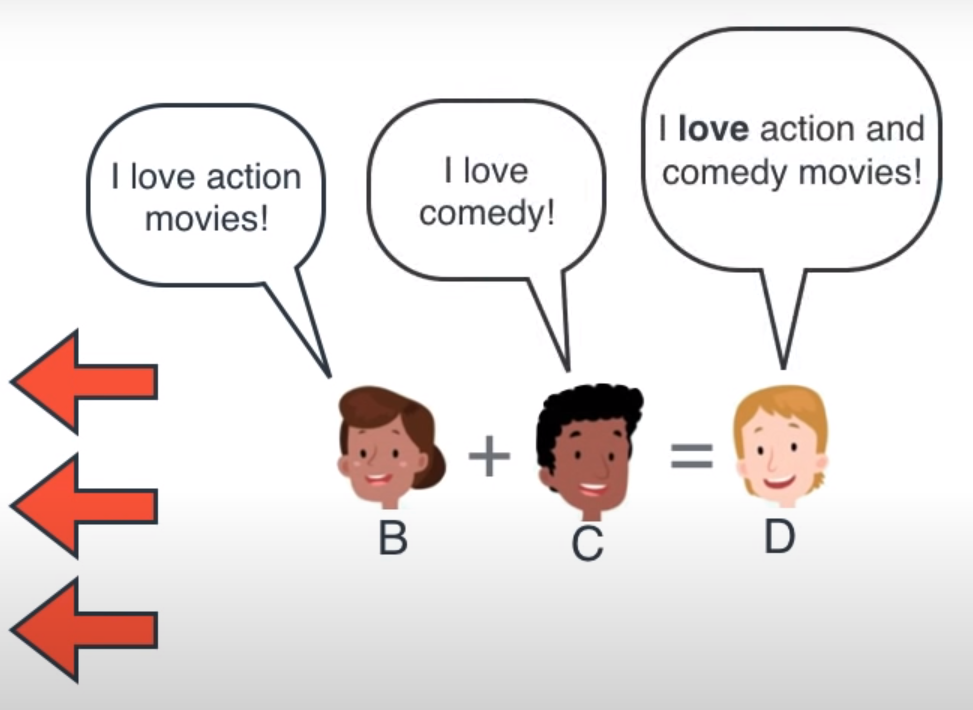 I love action
movies!
I love
comedy!
I love action and
comedy movies!
B + C = D